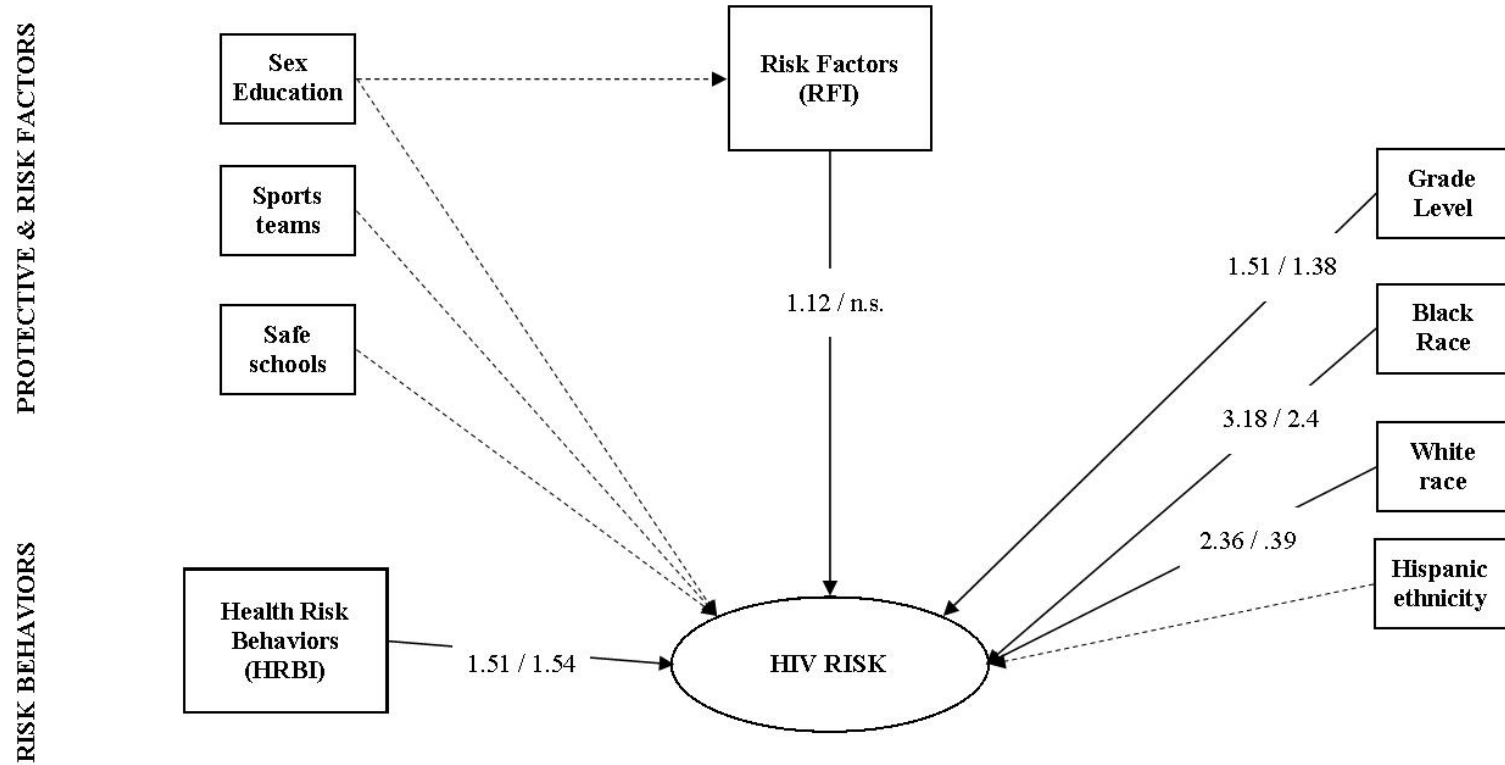 PROTECTIVE & RISK FACTORS
RISK BEHAVIORS
Sex
Education
Risk Factors
(RFI)
Sports
teams
Safe
schools
Health Risk
Behaviors
(HRBI)
1.12 / n.s.
1.51 / 1.54
HIV RISK
Grade
Level
1.51 / 1.38
Black
Race
3.18 / 2.4
White
race
2.36 / .39
Hispanic
ethnicity